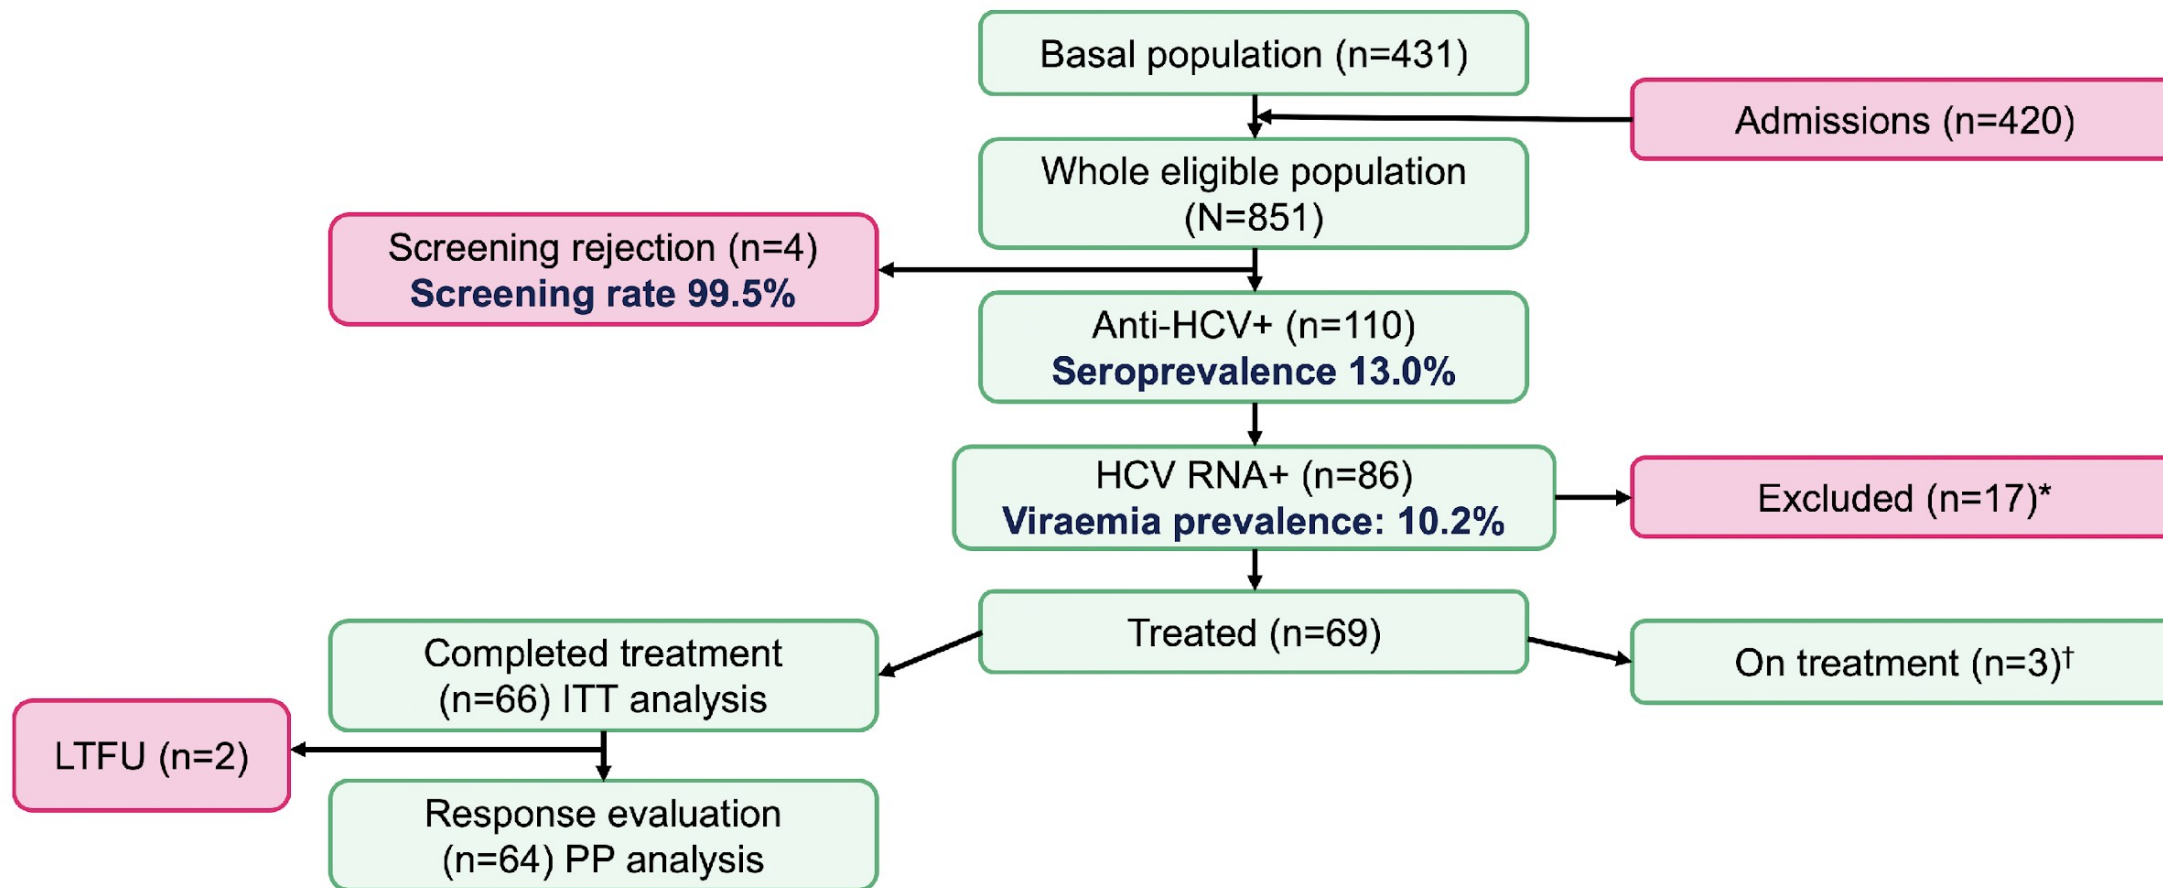 Basal population (n=431)
Admissions (n=420)
Whole eligible population
(N=851)
Screening rejection (n=4)
Screening rate 99.5%
Anti-HCV+ (n=110)
Seroprevalence 13.0%
HCV RNA+ (n=86)
Viraemia prevalence: 10.2%
Excluded (n=17)*
Treated (n=69)
Completed treatment
(n=66) ITT analysis
On treatment (n=3)†
LTFU (n=2)
Response evaluation
(n=64) PP analysis